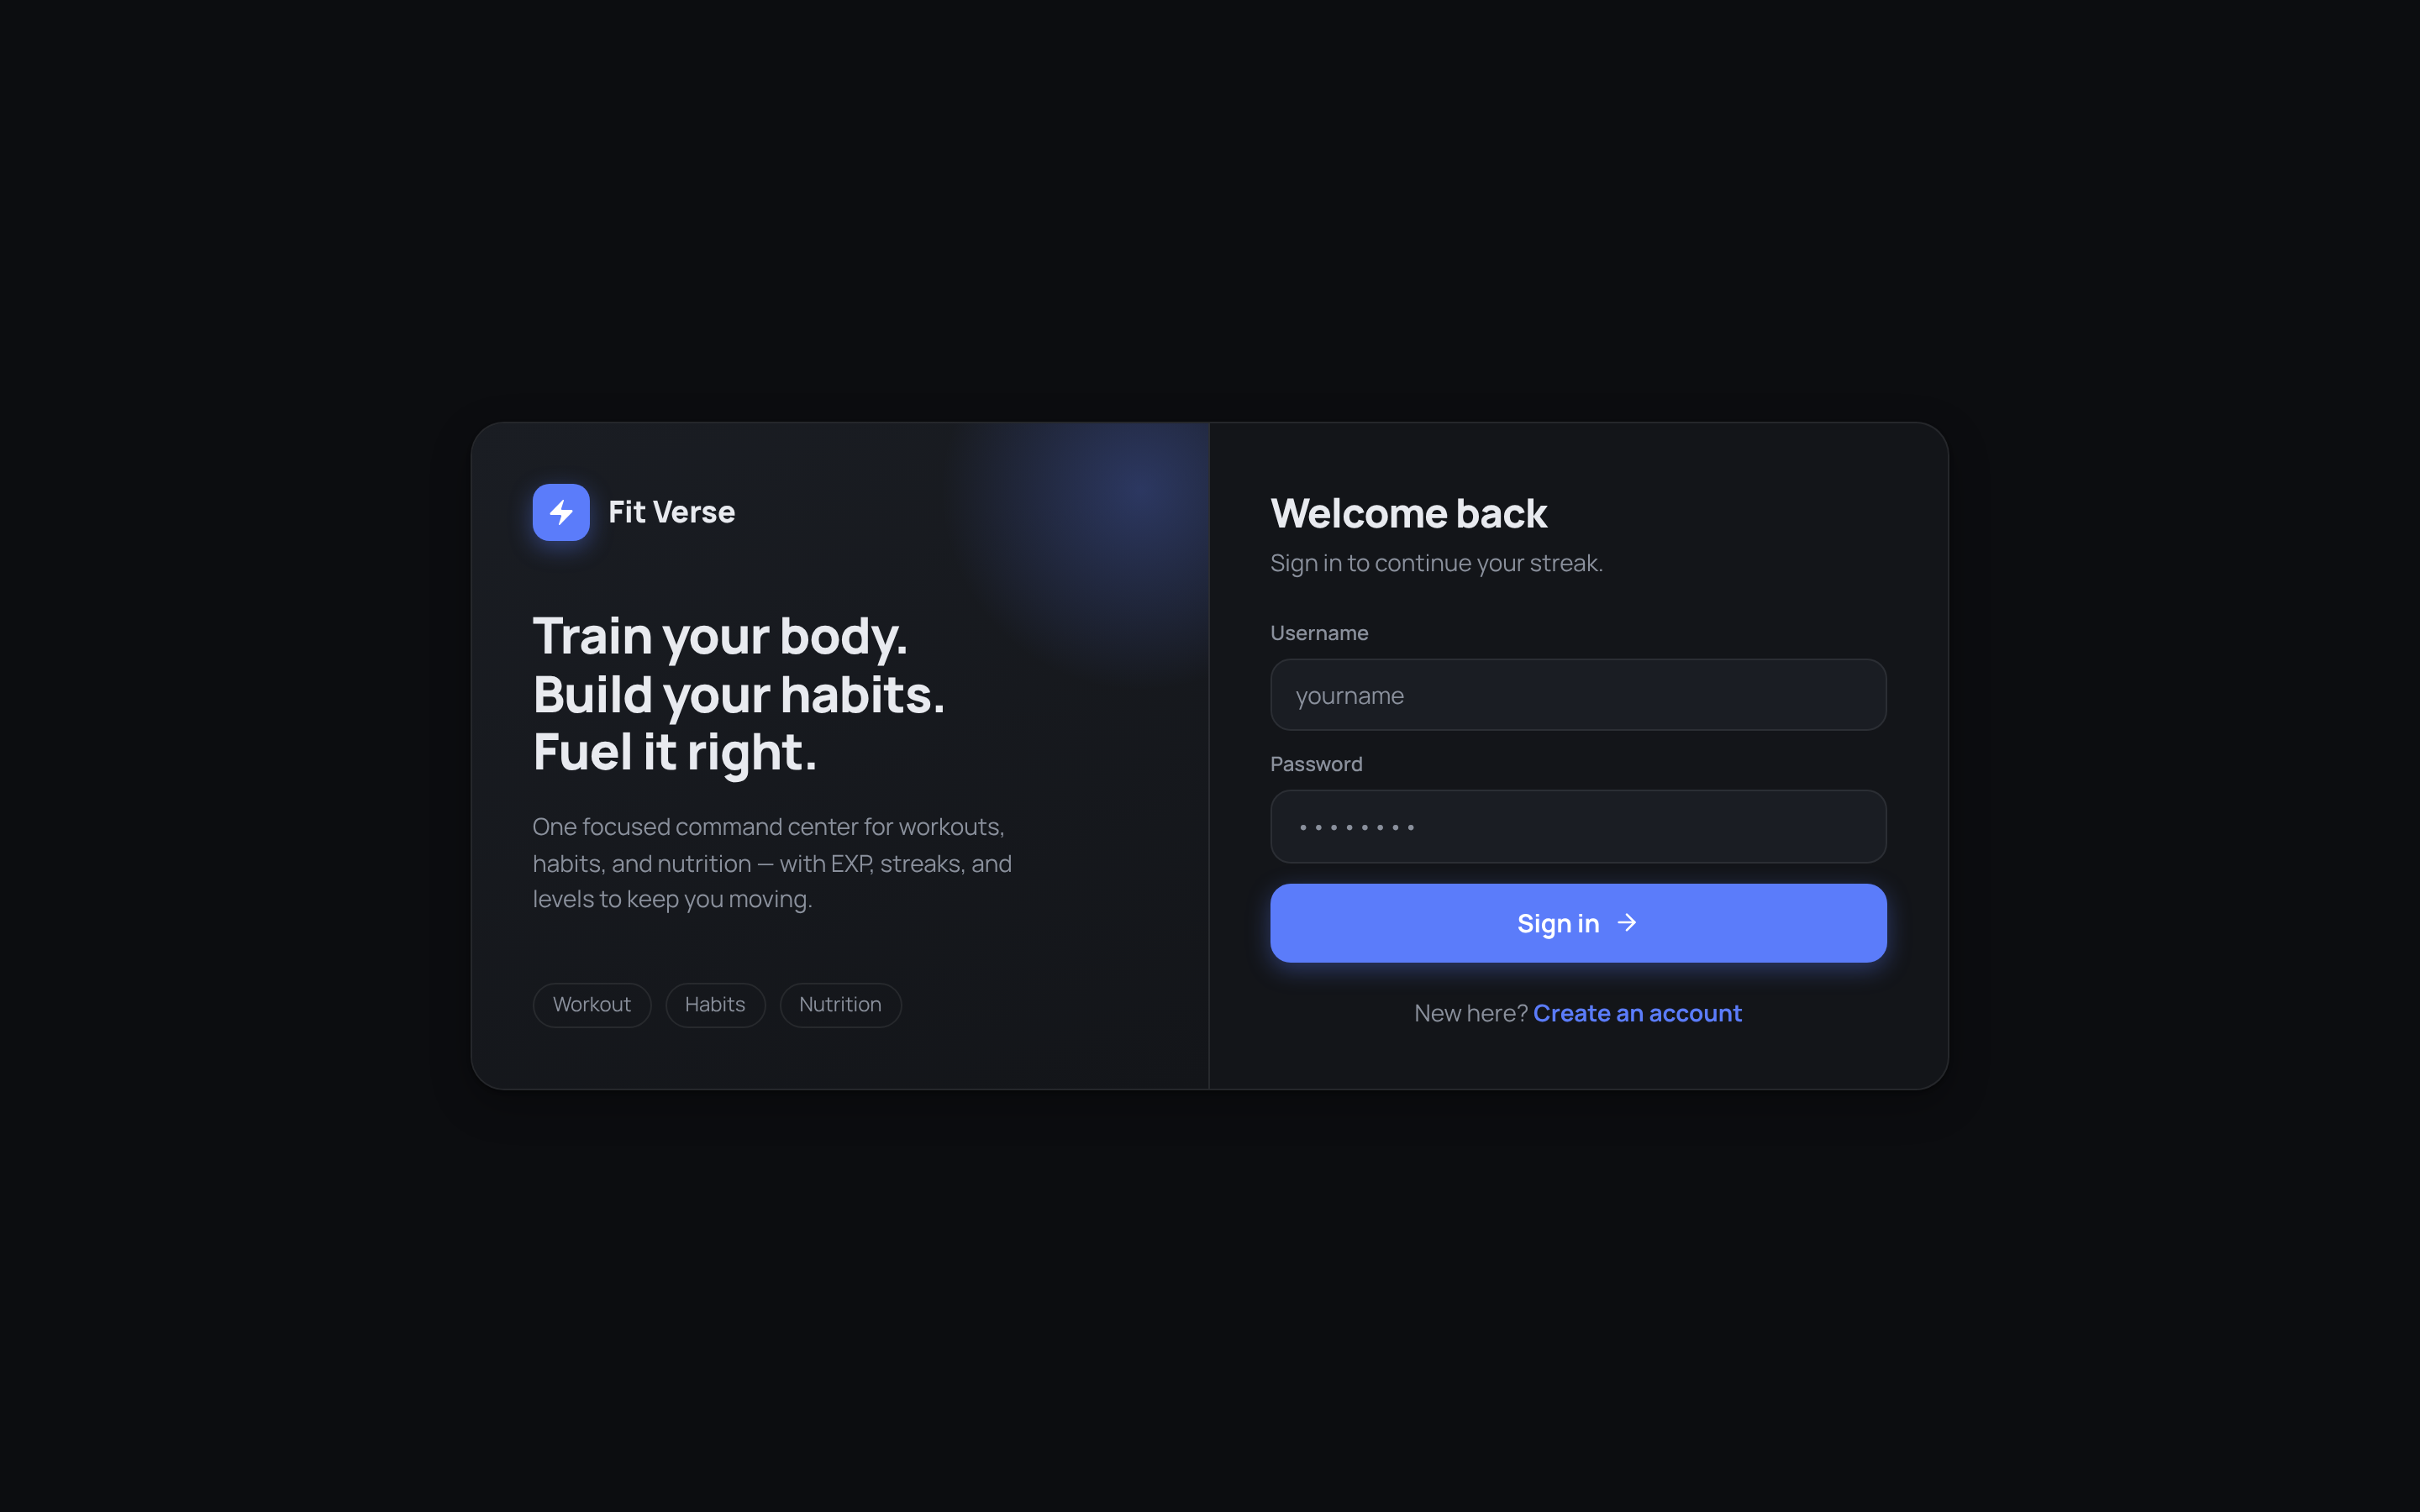 Fit Verse
Train your body.
Build your habits.
Fuel it right.
One focused command center for workouts,
habits, and nutrition — with EXP, streaks, and
levels to keep you moving.
Workout
Habits
Nutrition
Welcome back
Sign in to continue your streak.
Username
yourname
Password
••••••••
Sign in →
New here? Create an account